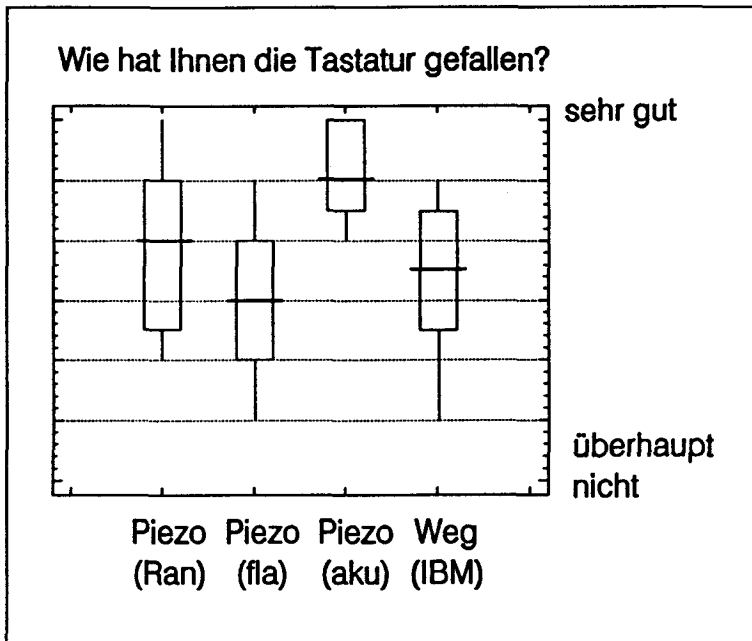 Wie hat Ihnen die Tastatur gefallen?
sehr gut
überhaupt
nicht
Piezo Piezo Piezo Weg
(Ran) (fla) (aku) (IBM)